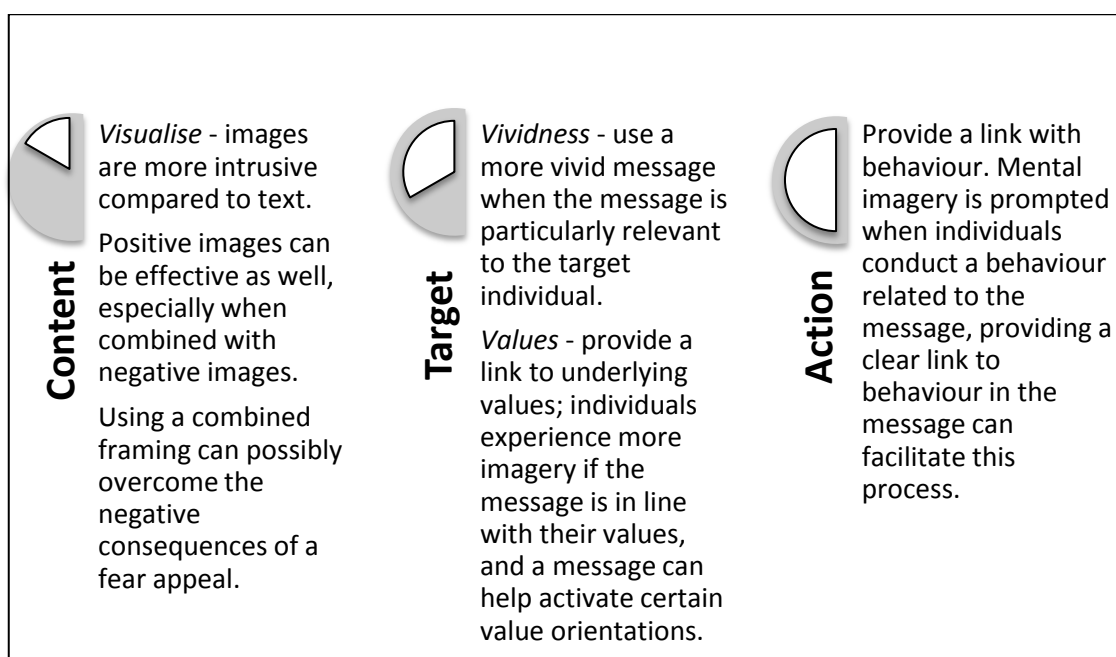 Content
Visualise - images
are more intrusive
compared to text.
Positive images can
be effective as well,
especially when
combined with
negative images.
Using a combined
framing can possibly
overcome the
negative
consequences of a
fear appeal.
Target
Vividness - use a
more vivid message
when the message is
particularly relevant
to the target
individual.
Values - provide a
link to underlying
values; individuals
experience more
imagery if the
message is in line
with their values,
and a message can
help activate certain
value orientations.
Action
Provide a link with
behaviour. Mental
imagery is prompted
when individuals
conduct a behaviour
related to the
message, providing a
clear link to
behaviour in the
message can
facilitate this
process.